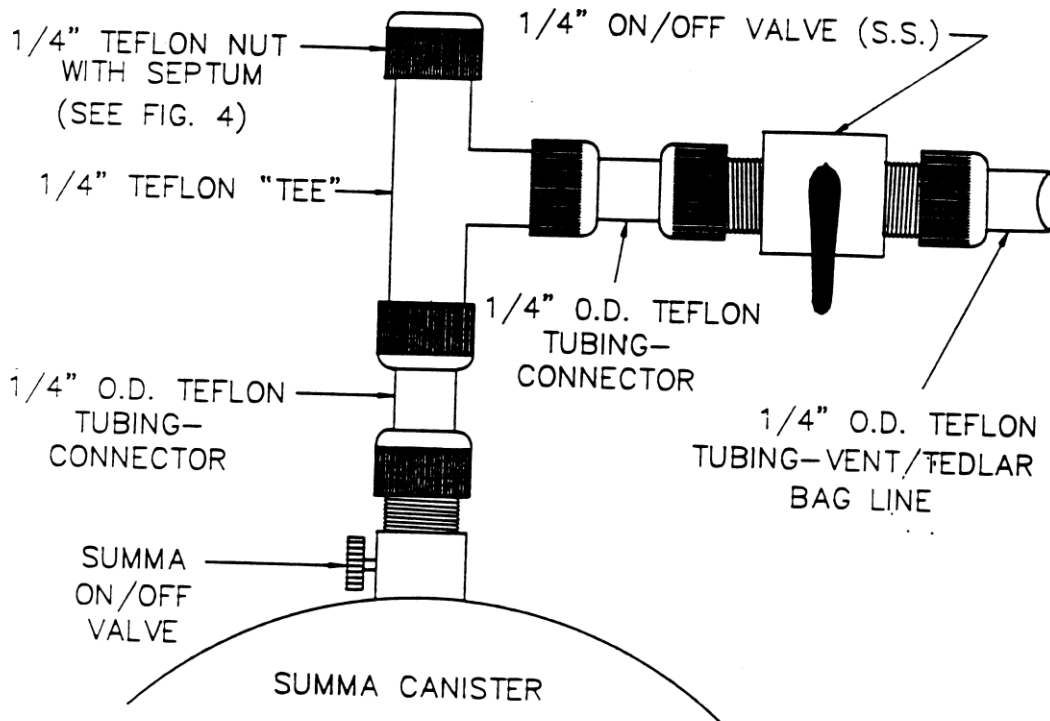 1/4" TEFLON NUT
WITH SEPTUM
(SEE FIG. 4)
1/4" ON/OFF VALVE (S.S.)
1/4" TEFLON "TEE"
1/4" O.D. TEFLON
TUBING-
CONNECTOR
1/4" O.D. TEFLON
TUBING-
CONNECTOR
1/4" O.D. TEFLON
TUBING-VENT/TEDLAR
BAG LINE
SUMMA
ON/OFF
VALVE
SUMMA CANISTER